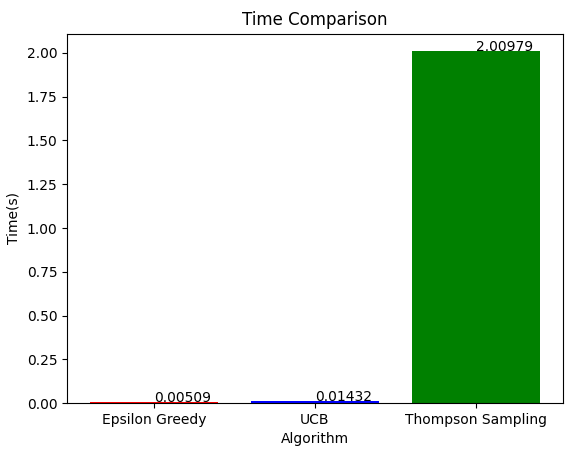 Time Comparison
2.00979
2.00
1.75
1.50
1.25
Time(s)
1.00
0.75
0.50
0.25
0.00509
0.01432
0.00
Epsilon Greedy
UCB
Thompson Sampling
Algorithm